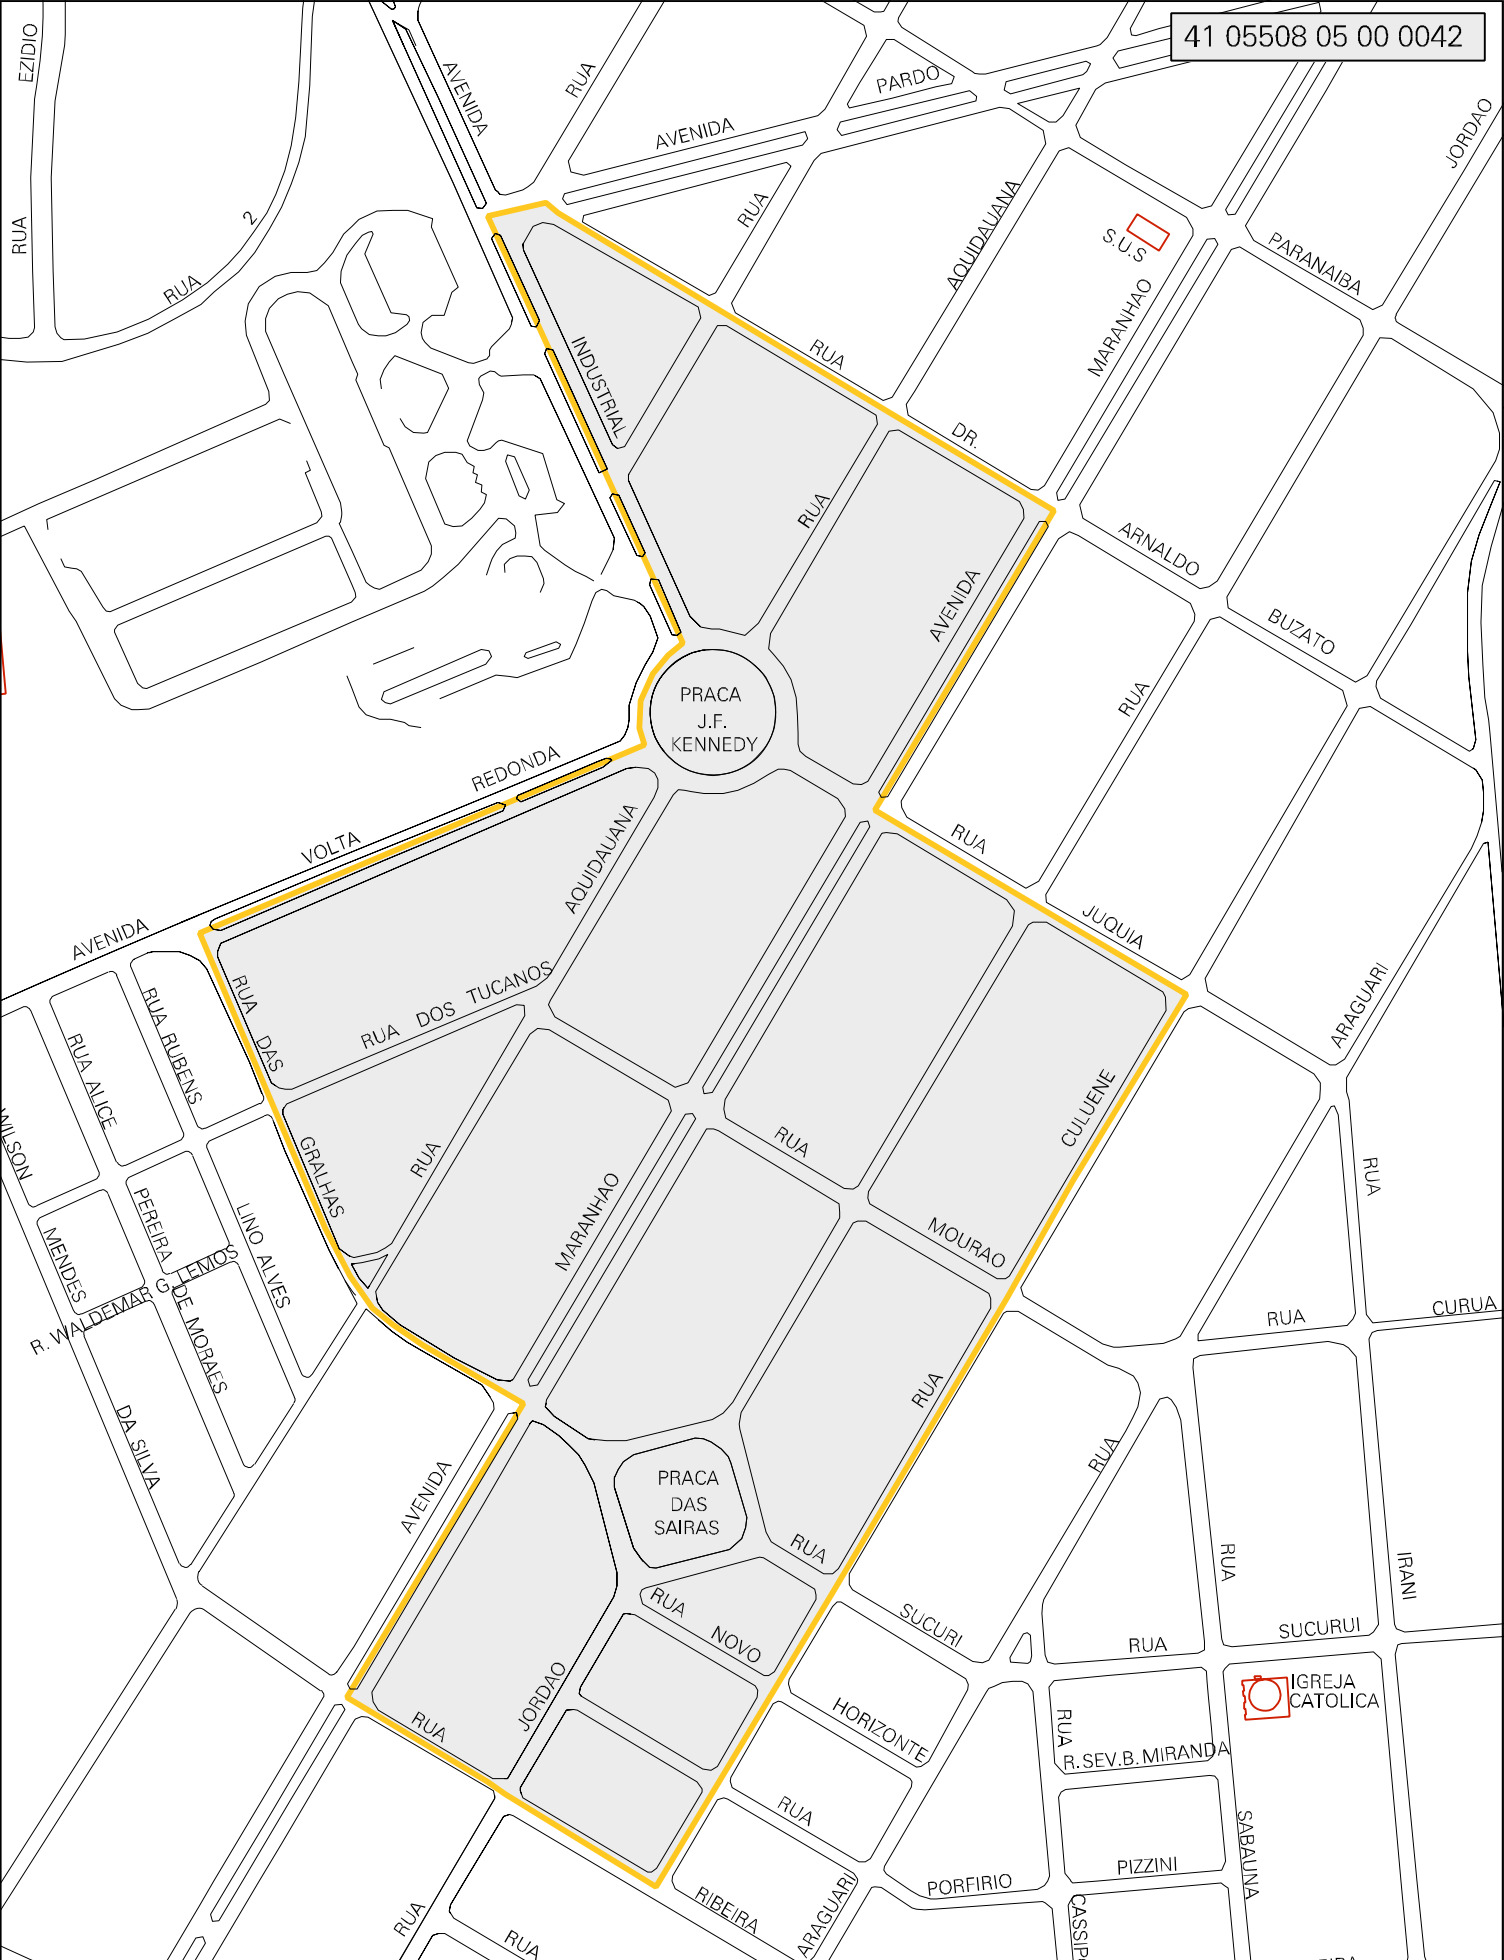 41 05508 05 00 0042
EZIDIO
RUA
RUA
2
AVENIDA
RUA
AVENIDA
PARDO
RUA
AQUIDAUANA
S.U.S
MARANHAO
PARANAIBA
JORDAO
INDUSTRIAL
RUA
DR.
ARNALDO
BUZATO
RUA
AVENIDA
RUA
PRACA
J.F.
KENNEDY
REDONDA
VOLTA
AVENIDA
AQUIDAUANA
RUA
JUQUIA
RUA DOS TUCANOS
RUA DAS
GRALHAS
RUA RUBENS
RUA ALICE
WILSON
MENDES
PEREIRA
LINO ALVES
R. WALDEMAR G. LEMOS
DE MORAES
DA SILVA
RUA
MARANHAO
RUA
MOURAO
CULUENE
ARAGUARI
RUA
RUA
CURUA
RUA
RUA
AVENIDA
PRACA
DAS
SAIRAS
RUA
SUCURI
RUA
NOVO
HORIZONTE
JORDAO
RUA
RUA
IRANI
RUA
SUCURUI
IGREJA
CATOLICA
RUA
R. SEV. B. MIRANDA
RUA
PIZZINI
SABAUNA
PORFIRIO
RIBEIRA
ARAGUARI
RUA
RUA